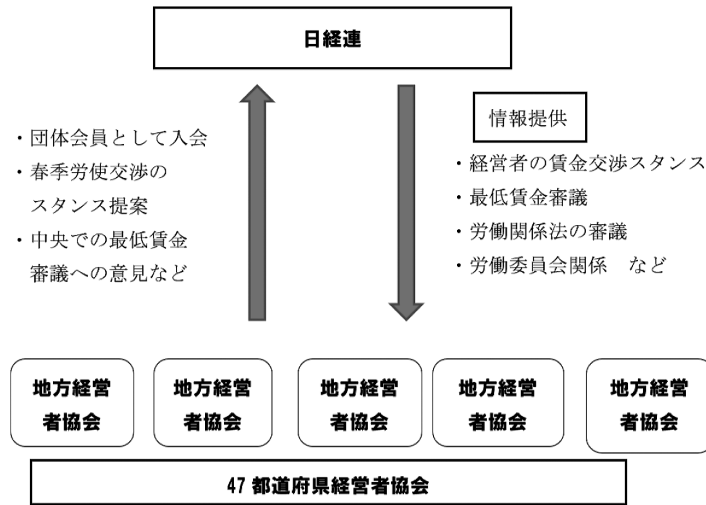 日経連
・団体会員として入会
・春季労使交渉の
スタンス提案
・中央での最低賃金
審議への意見など
情報提供
・経営者の賃金交渉スタンス
・最低賃金審議
・労働関係法の審議
・労働委員会関係　など
地方経営
者協会
地方経営
者協会
地方経営
者協会
地方経営
者協会
地方経営
者協会
47 都道府県経営者協会